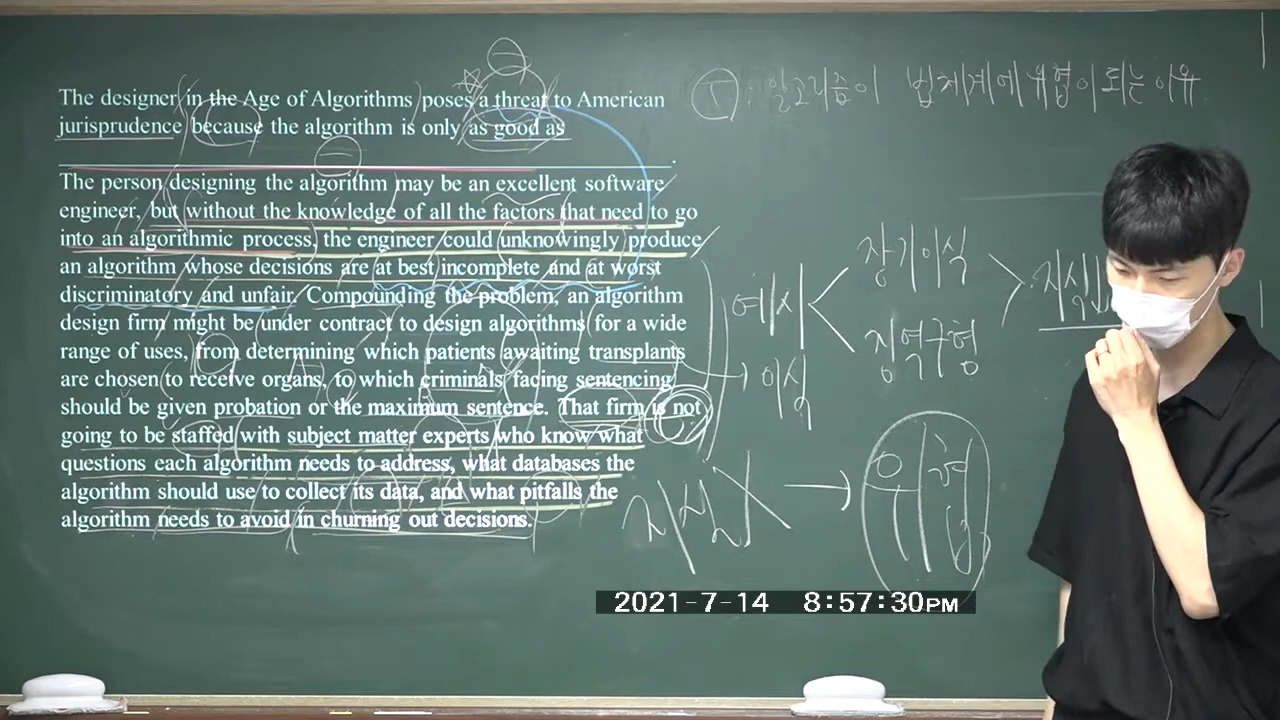 The designer in the Age of Algorithms poses a threat to American
jurisprudence because the algorithm is only as good as
.
The person designing the algorithm may be an excellent software
engineer, but without the knowledge of all the factors that need to go
into an algorithmic process, the engineer could unknowingly produce
an algorithm whose decisions are at best incomplete and at worst
discriminatory and unfair. Compounding the problem, an algorithm
design firm might be under contract to design algorithms for a wide
range of uses, from determining which patients awaiting transplants
are chosen to receive organs, to which criminals facing sentencing
should be given probation or the maximum sentence. That firm is not
going to be staffed with subject matter experts who know what
questions each algorithm needs to address, what databases the
algorithm should use to collect its data, and what pitfalls the
algorithm needs to avoid in churning out decisions.
T : 알고리즘이 법체계에 위협이 되는 이유
장기이식
예시
징역구형
이식
지식 X → 위협
2021-7-14 8:57:30PM